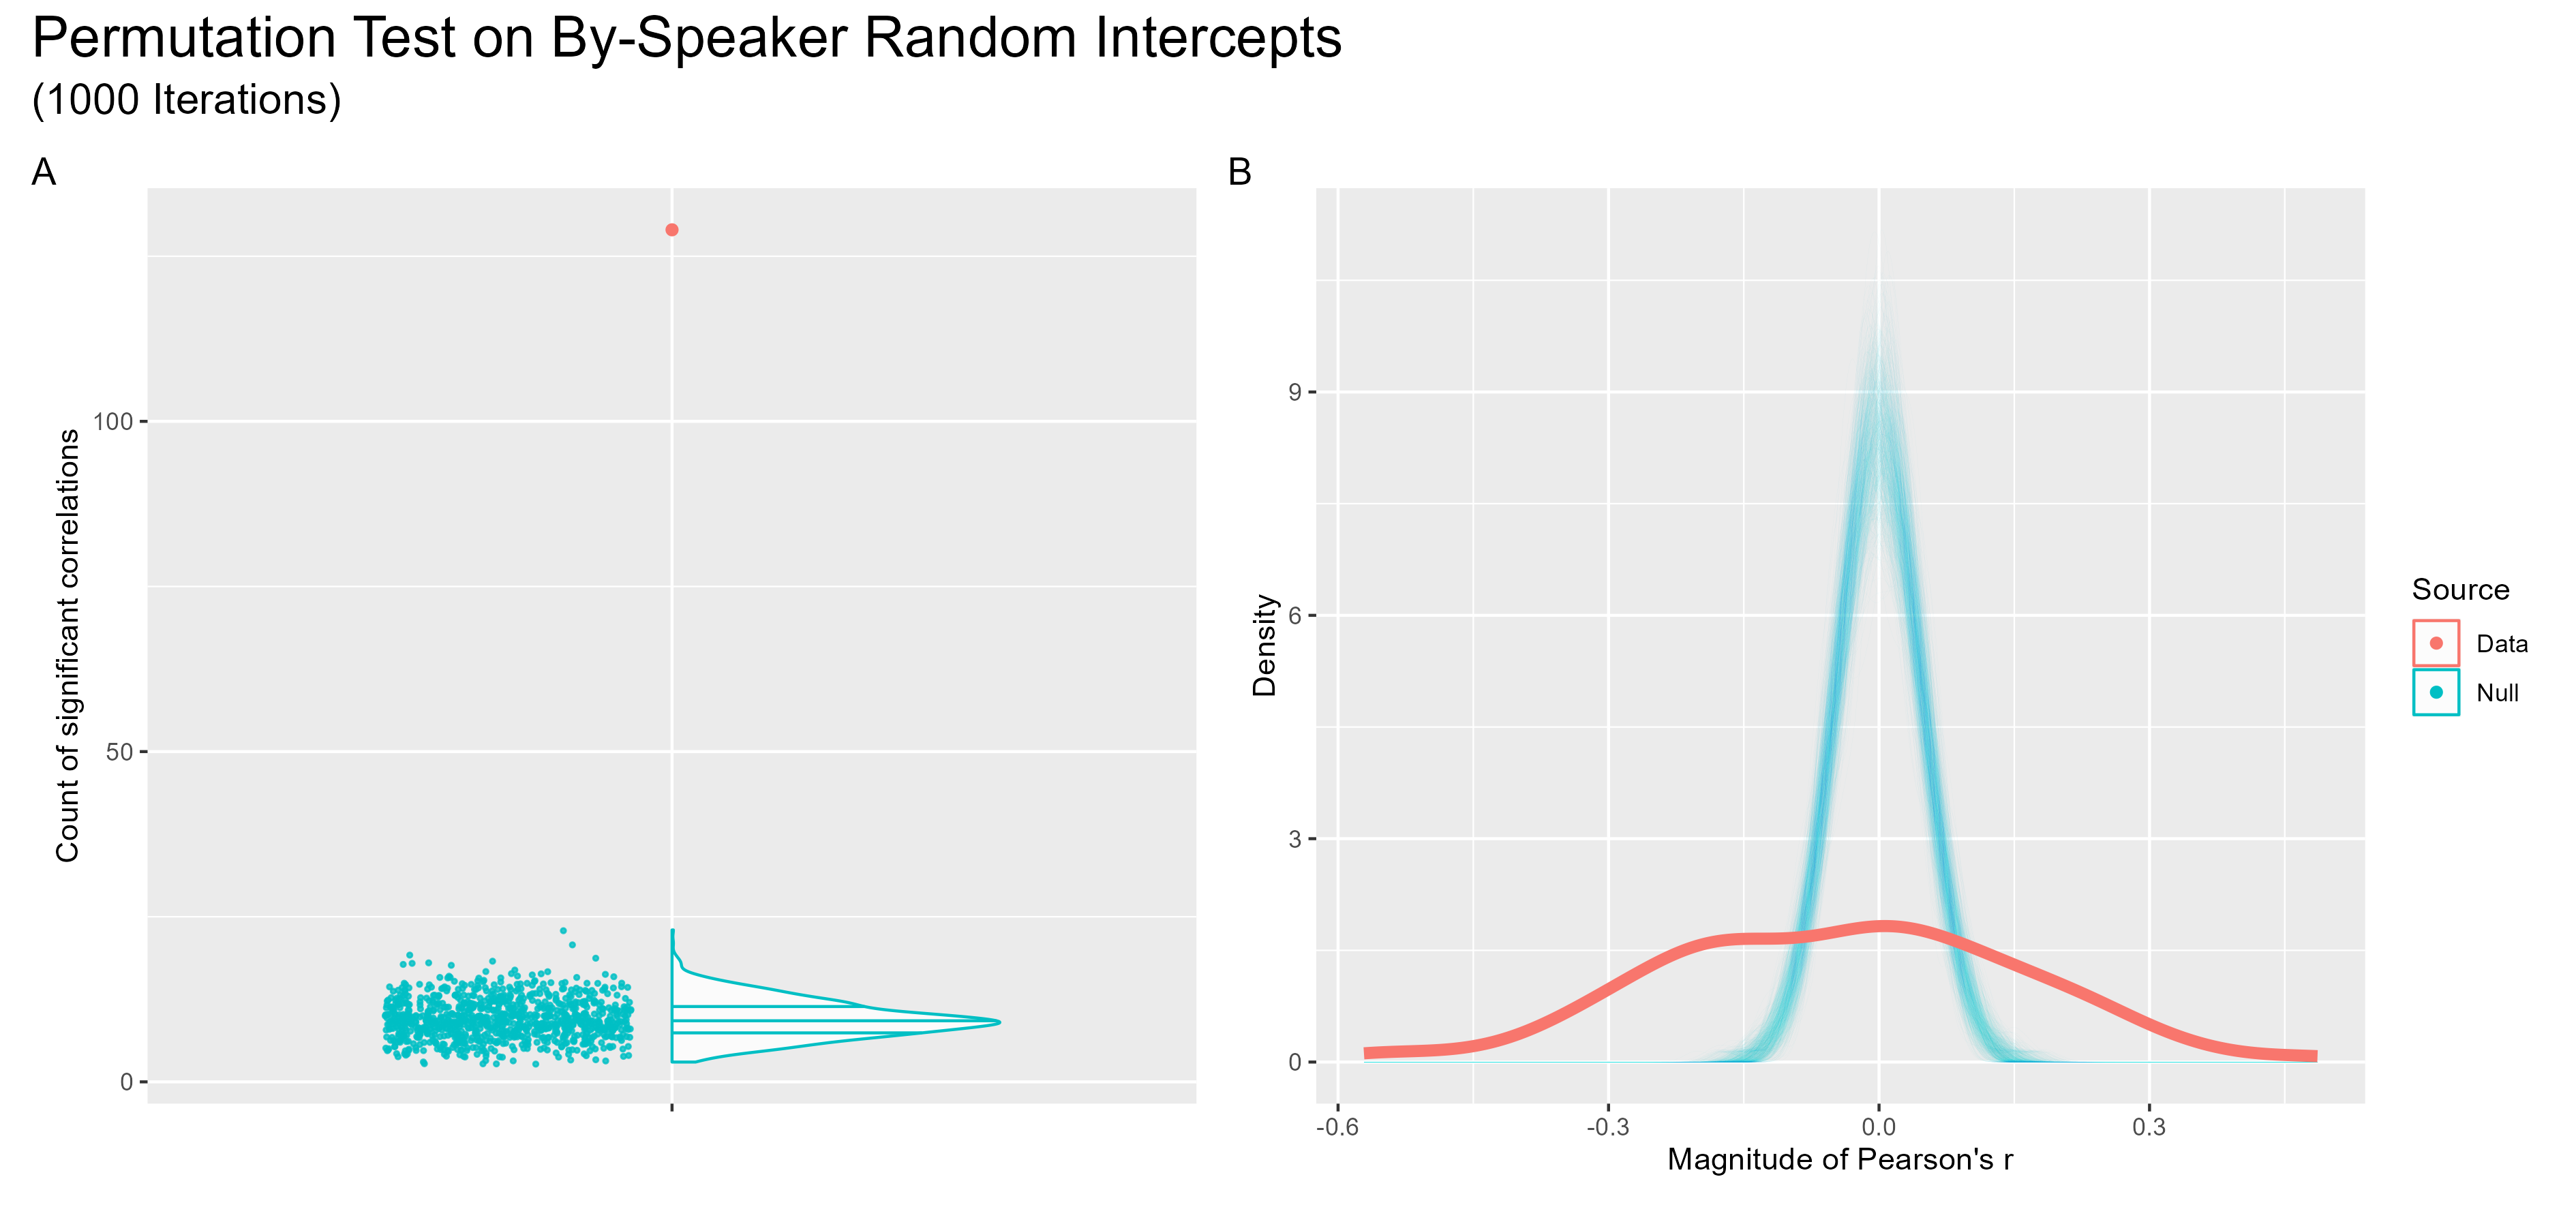 Permutation Test on By-Speaker Random Intercepts
(1000 Iterations)
A
Count of significant correlations
100
50
0
B
Density
9
6
3
0
-0.6
-0.3
0.0
0.3
Magnitude of Pearson's r
Source
Data
Null